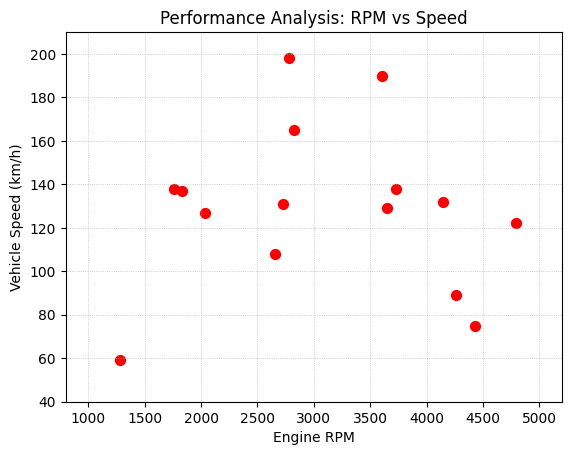 Performance Analysis: RPM vs Speed
Vehicle Speed (km/h)
200
180
160
140
120
100
80
60
40
1000 1500 2000 2500 3000 3500 4000 4500 5000
Engine RPM